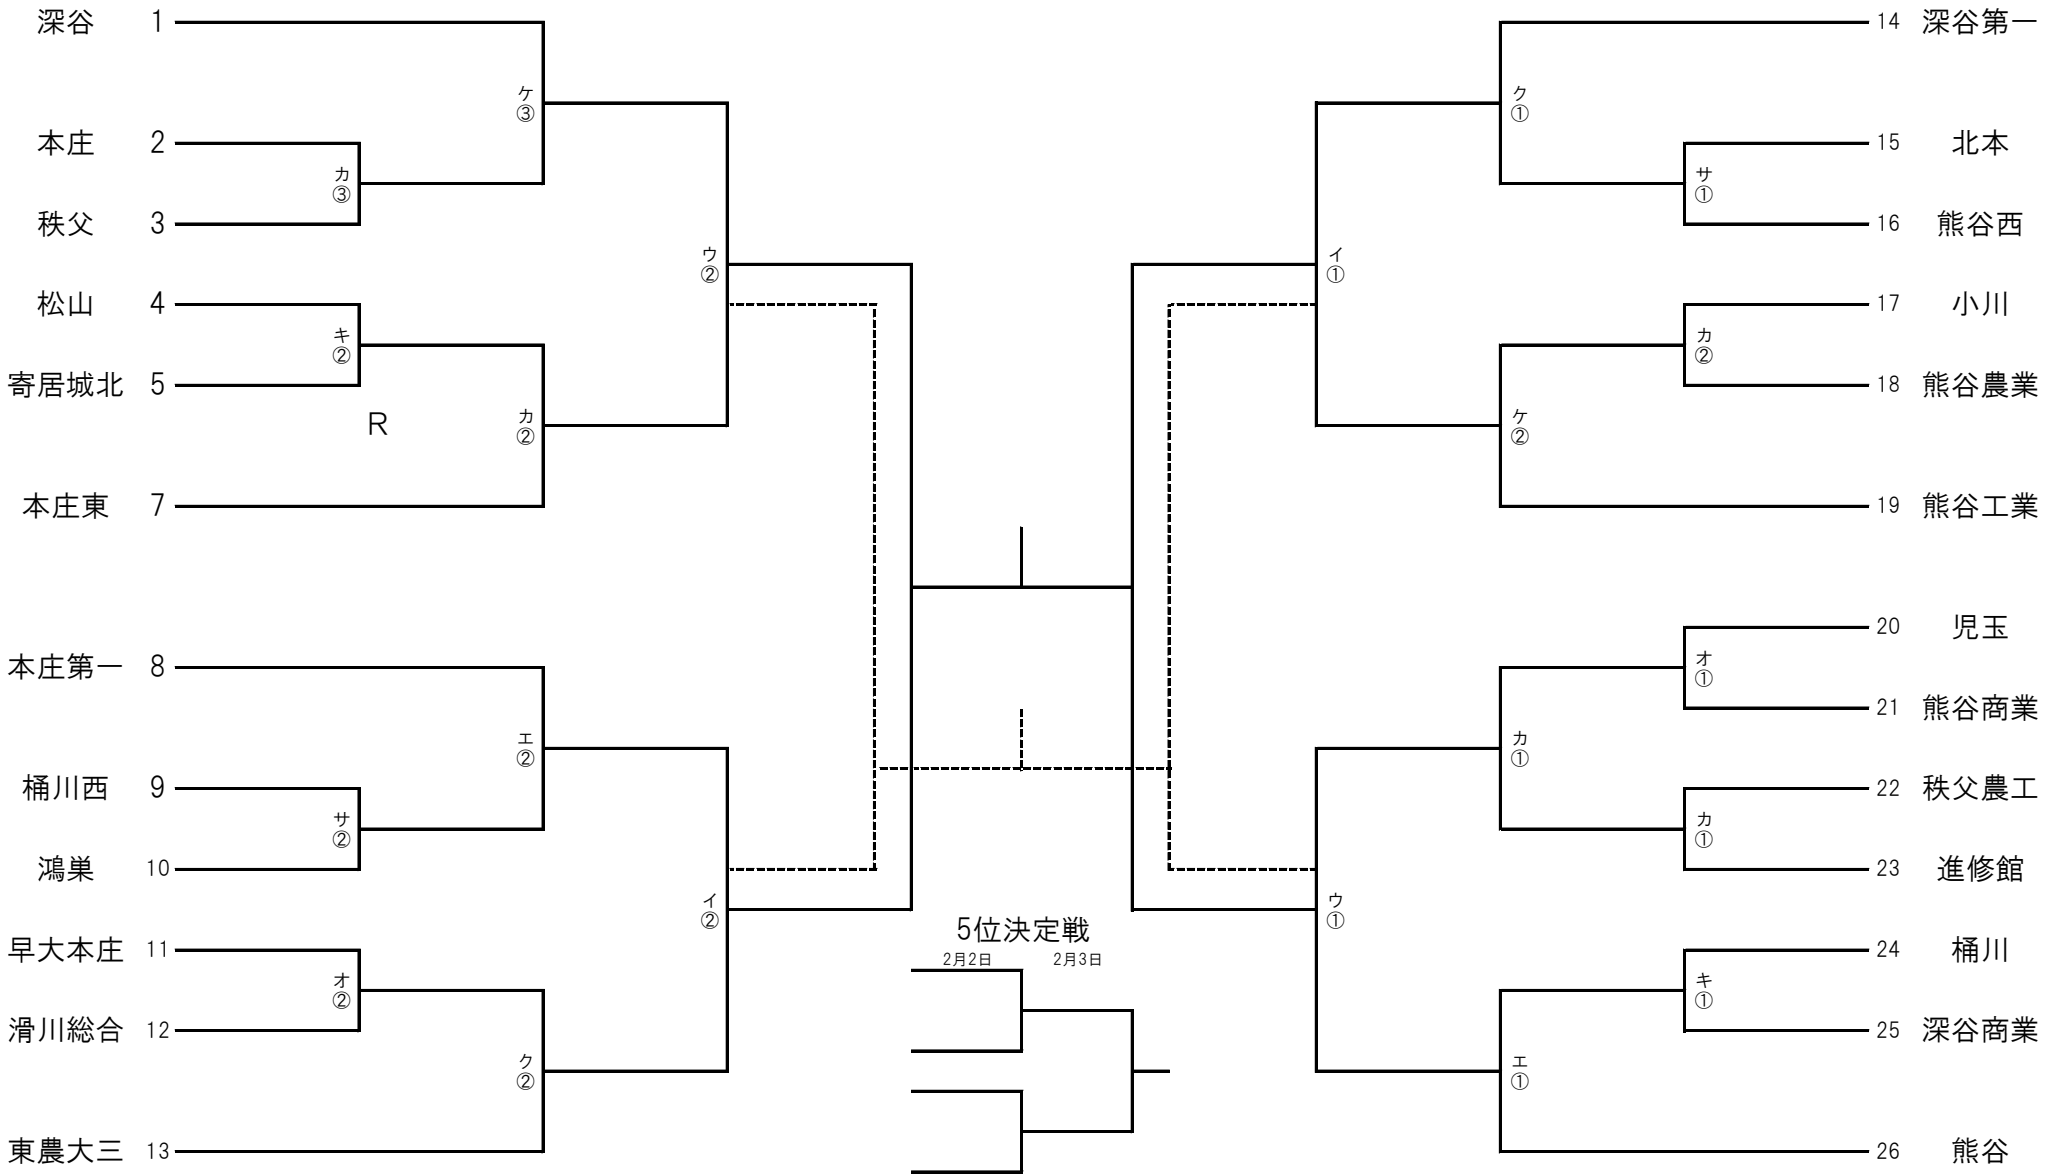 深谷 1
ケ
③
本庄 2
カ
③
秩父 3
ウ
②
松山 4
キ
②
寄居城北 5
R
カ
②
本庄東 7
本庄第一 8
エ
②
桶川西 9
サ
②
鴻巣 10
イ
②
早大本庄 11
オ
②
滑川総合 12
ク
②
東農大三 13
5位決定戦
2月2日 2月3日
14 深谷第一
ク
①
15 北本
サ
①
16 熊谷西
イ
①
17 小川
カ
②
18 熊谷農業
ケ
②
19 熊谷工業
20 児玉
オ
①
21 熊谷商業
カ
①
22 秩父農工
カ
①
23 進修館
ウ
①
24 桶川
キ
①
25 深谷商業
エ
①
26 熊谷